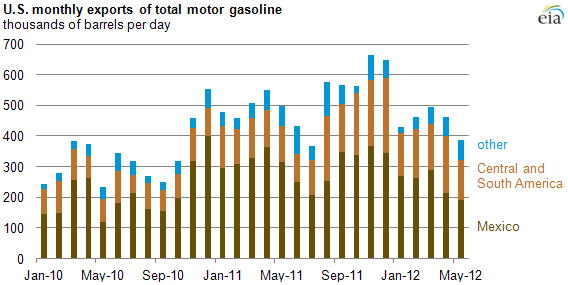 U.S. monthly exports of total motor gasoline
thousands of barrels per day
eia
700
600
500
400
300
200
100
0
Jan-10 May-10 Sep-10 Jan-11 May-11 Sep-11 Jan-12 May-12
other
Central and
South America
Mexico